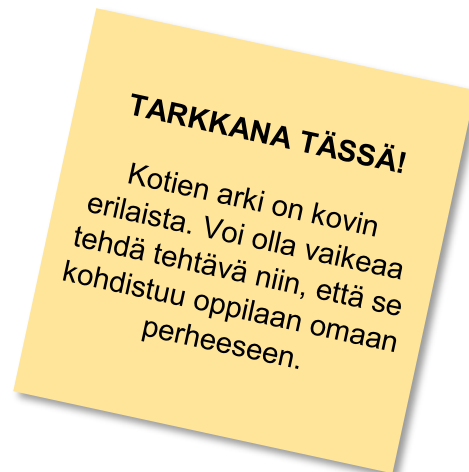 TARKKANA TÄSSÄ!
Kotien arki on kovin
erilaista. Voi olla vaikeaa
tehdä tehtävä niin, että se
kohdistuu oppilaan omaan
perheeseen.